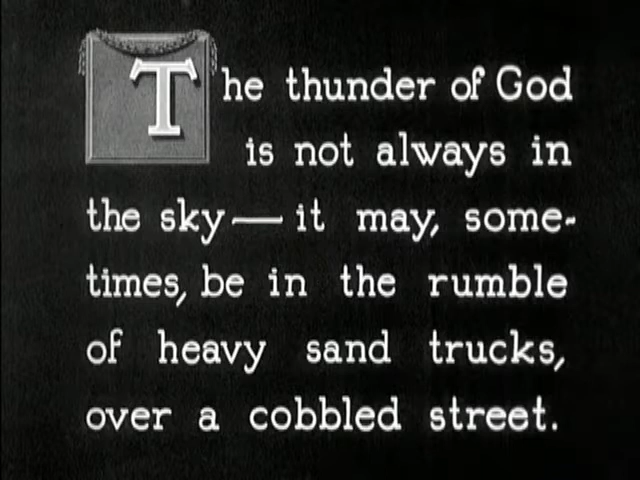 The thunder of God
is not always in
the sky — it may, some-
times, be in the rumble
of heavy sand trucks,
over a cobbled street.